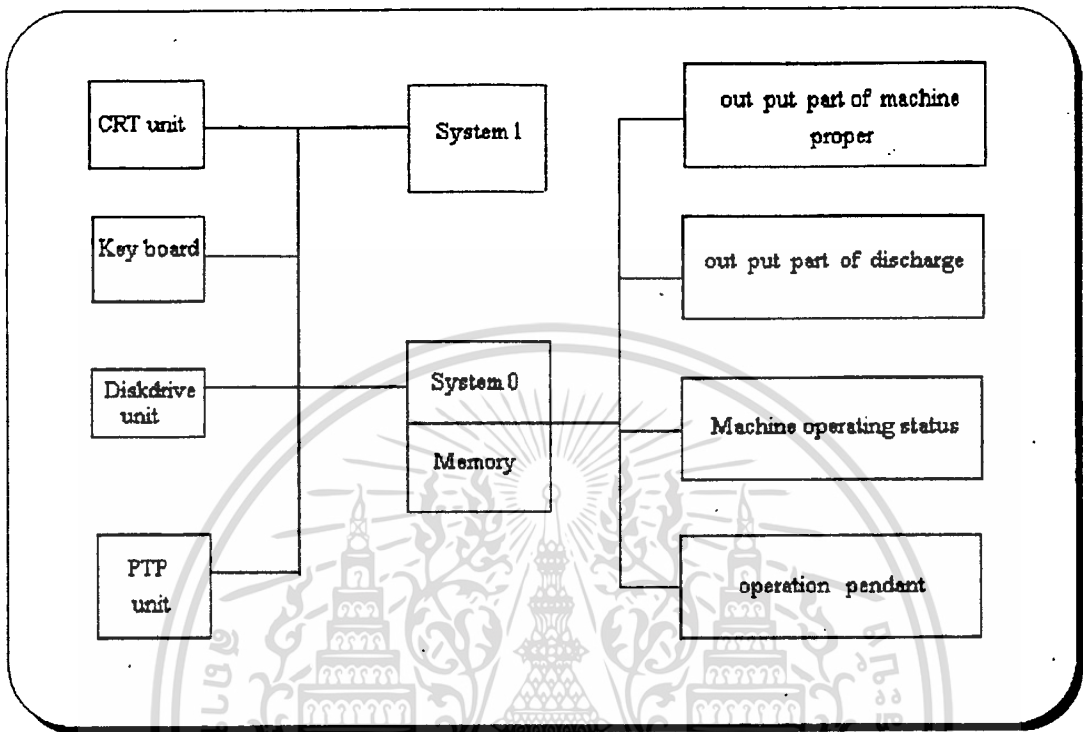 CRT unit
System 1
out put part of machine
proper
Key board
out put part of discharge
Diskdrive
unit
System 0
Memory
Machine operating status
PTP
unit
operation pendant